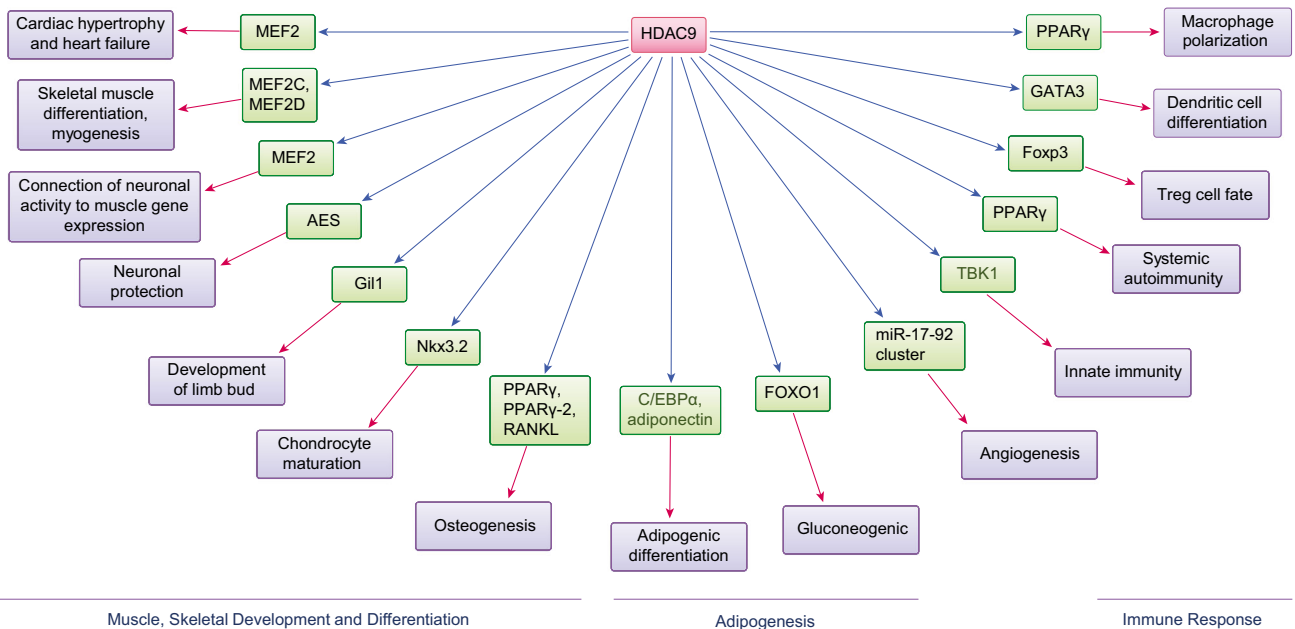 Cardiac hypertrophy
and heart failure
MEF2
HDAC9
PPARγ
Macrophage
polarization
Skeletal muscle
differentiation,
myogenesis
MEF2C,
MEF2D
GATA3
Dendritic cell
differentiation
MEF2
Foxp3
Connection of neuronal
activity to muscle gene
expression
Treg cell fate
AES
PPARγ
Neuronal
protection
Systemic
autoimmunity
Gil1
TBK1
Development
of limb bud
Nkx3.2
miR-17-92
cluster
Innate immunity
Chondrocyte
maturation
PPARγ,
PPARγ-2,
RANKL
C/EBPα,
adiponectin
FOXO1
Angiogenesis
Osteogenesis
Adipogenic
differentiation
Gluconeogenic
Muscle, Skeletal Development and Differentiation
Adipogenesis
Immune Response